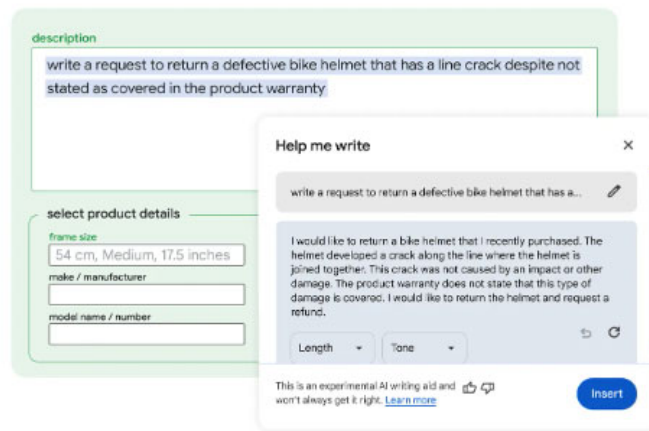 description
write a request to return a defective bike helmet that has a line crack despite not
stated as covered in the product warranty
Help me write
write a request to return a defective bike helmet that has a...
select product details
frame size
54 cm, Medium, 17.5 inches
make / manufacturer
model name / number
I would like to return a bike helmet that I recently purchased. The
helmet developed a crack along the line where the helmet is
joined together. This crack was not caused by an impact or other
damage. The product warranty does not state that this type of
damage is covered. I would like to return the helmet and request a
refund.
Length
Tone
This is an experimental AI writing aid and
won't always get it right. Learn more
Insert